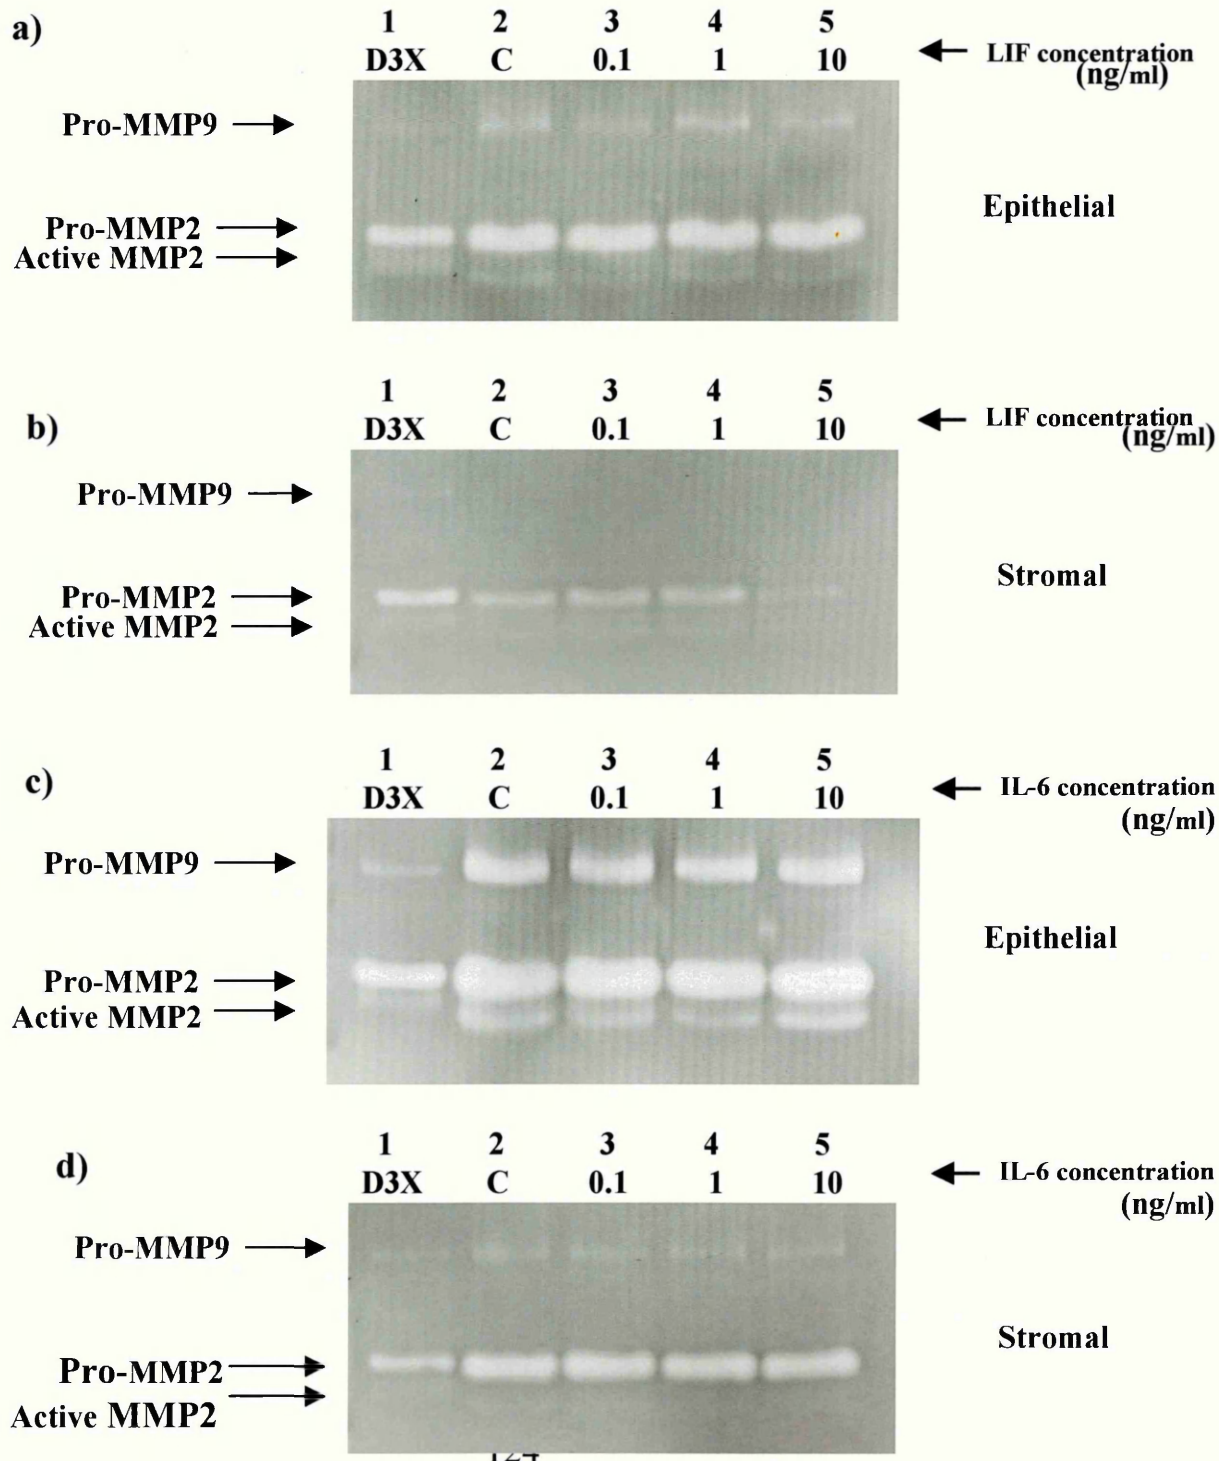 a)
1 2 3 4 5
D3X C 0.1 1 10
LIF concentration
(ng/ml)
Pro-MMP9
Pro-MMP2
Active MMP2
Epithelial
b)
1 2 3 4 5
D3X C 0.1 1 10
LIF concentration
(ng/ml)
Pro-MMP9
Pro-MMP2
Active MMP2
Stromal
c)
1 2 3 4 5
D3X C 0.1 1 10
IL-6 concentration
(ng/ml)
Pro-MMP9
Pro-MMP2
Active MMP2
Epithelial
d)
1 2 3 4 5
D3X C 0.1 1 10
IL-6 concentration
(ng/ml)
Pro-MMP9
Pro-MMP2
Active MMP2
Stromal